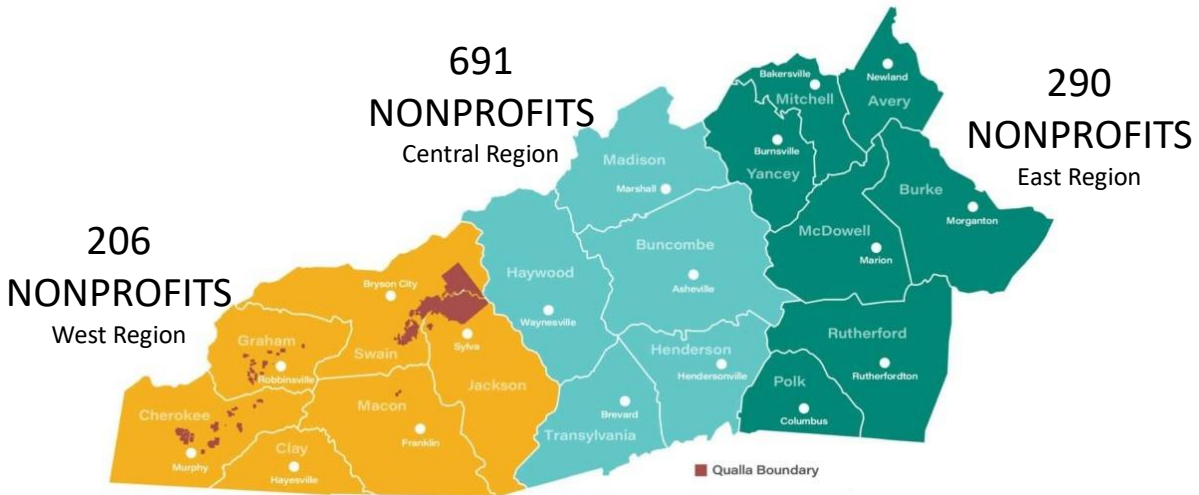 691
NONPROFITS
Central Region
290
NONPROFITS
East Region
206
NONPROFITS
West Region
Bakersville
Mitchell
Newland
Avery
Madison
Marshall
Burnsville
Yancey
Burke
Morganton
McDowell
Marion
Buncombe
Asheville
Haywood
Waynesville
Bryson City
Swain
Sylva
Jackson
Graham
Robbinsville
Cherokee
Murphy
Macon
Franklin
Clay
Hayesville
Henderson
Hendersonville
Brevard
Transylvania
Rutherford
Rutherfordton
Polk
Columbus
Qualla Boundary